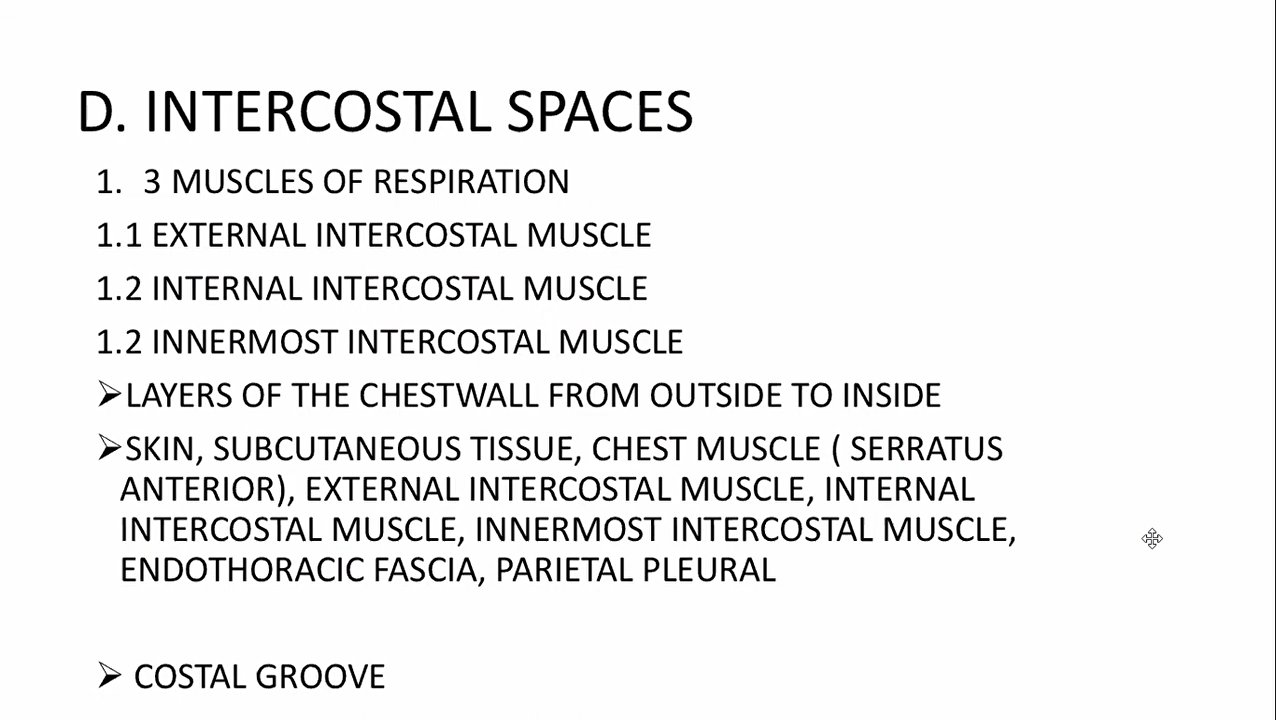 D. INTERCOSTAL SPACES
1. 3 MUSCLES OF RESPIRATION
1.1 EXTERNAL INTERCOSTAL MUSCLE
1.2 INTERNAL INTERCOSTAL MUSCLE
1.2 INNERMOST INTERCOSTAL MUSCLE
➢LAYERS OF THE CHESTWALL FROM OUTSIDE TO INSIDE
➢SKIN, SUBCUTANEOUS TISSUE, CHEST MUSCLE ( SERRATUS
ANTERIOR), EXTERNAL INTERCOSTAL MUSCLE, INTERNAL
INTERCOSTAL MUSCLE, INNERMOST INTERCOSTAL MUSCLE,
ENDOTHORACIC FASCIA, PARIETAL PLEURAL
➢ COSTAL GROOVE